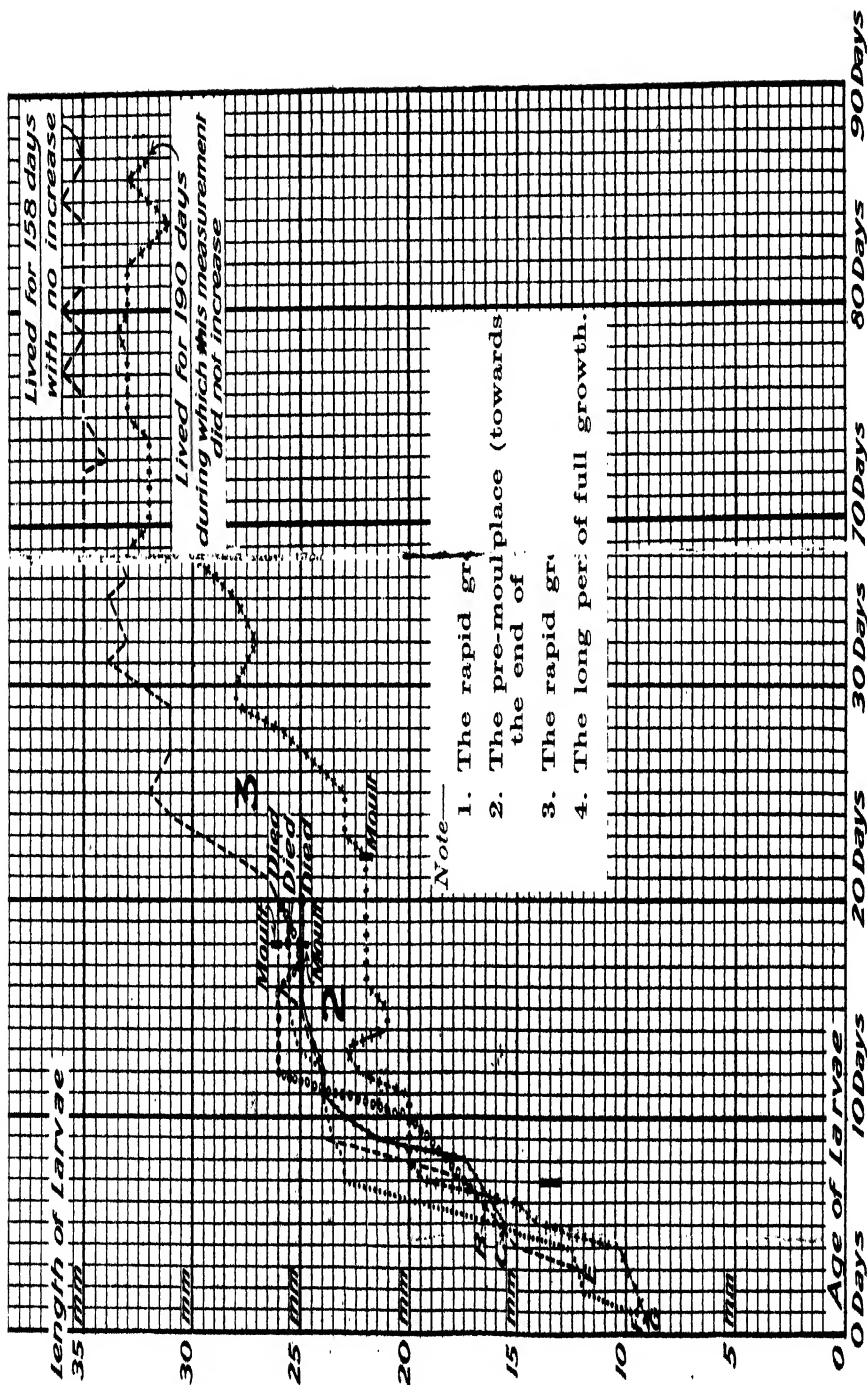 Length of Larvae
35 mm
30
25 mm
20
15 mm
10
5 mm
0
Lived for 158 days
with no increase
Lived for 190 days
during which this measurement
did not increase
3
Moult
Died
Died
Died
Moult
Moult
2
1
B
C
E
F
G
Note—
1. The rapid gr
2. The pre-moul place (towards
the end of
3. The rapid gr
4. The long per of full growth.
Age of Larvae
0 Days 10 Days 20 Days 30 Days 70 Days 80 Days 90 Days